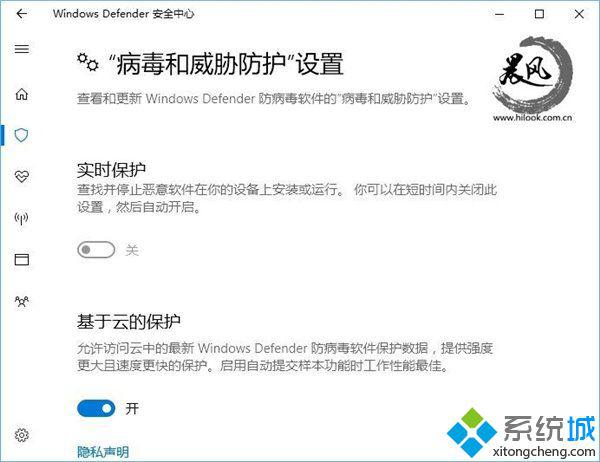 Windows Defender 安全中心
“病毒和威胁防护”设置
查看和更新 Windows Defender 防病毒软件的“病毒和威胁防护”设置。
晨风
www.hilook.com.cn
实时保护
查找并停止恶意软件在你的设备上安装或运行。 你可以在短时间内关闭此
设置，然后自动开启。
关
基于云的保护
允许访问云中的最新 Windows Defender 防病毒软件保护数据，提供强度
更大且速度更快的保护。启用自动提交样本功能时工作性能最佳。
开
隐私声明
系统城
xitongcheng.com